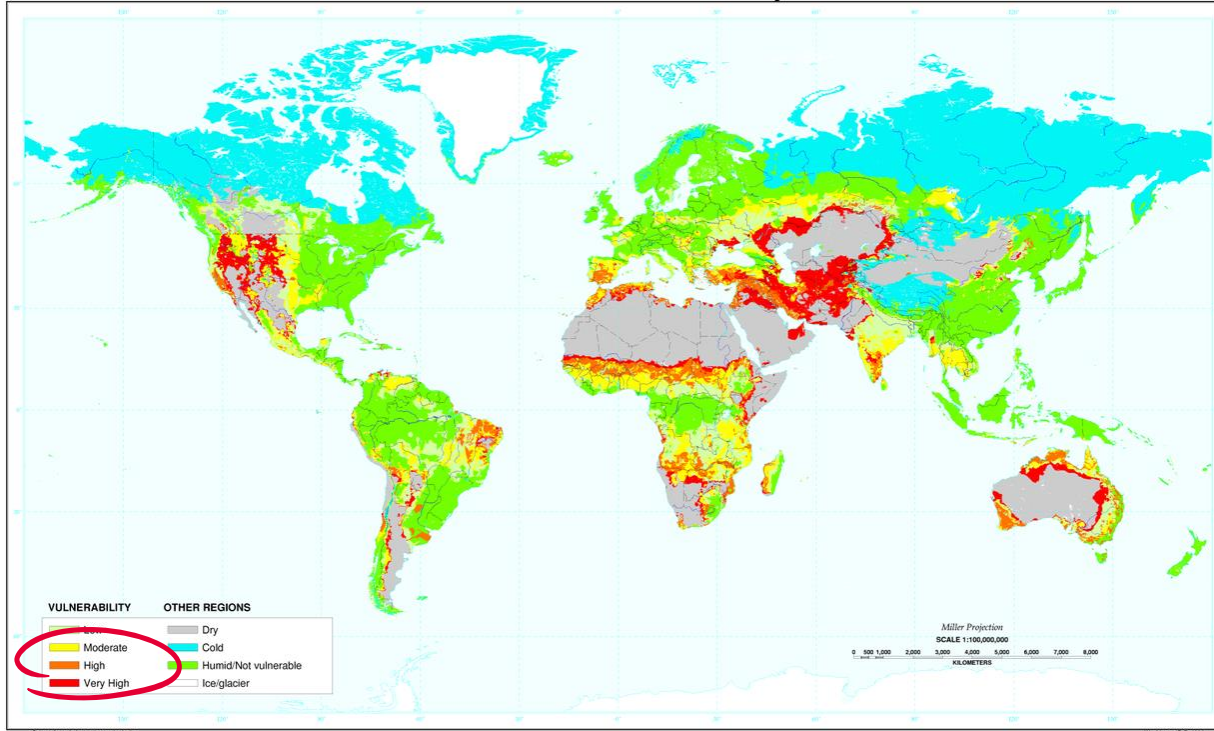 VULNERABILITY OTHER REGIONS
Low Dry
Moderate Cold
High Humid/Not vulnerable
Very High Ice/glacier
Miller Projection
SCALE 1:100,000,000
0 500 1,000 2,000 3,000 4,000 5,000 6,000 7,000 8,000
KILOMETERS